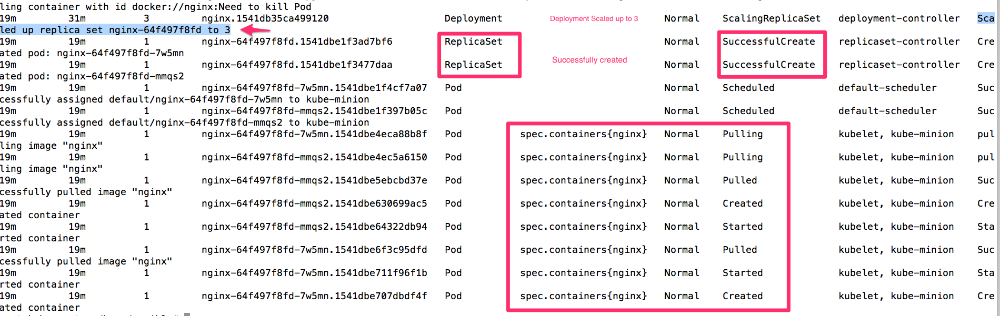 ling container with id docker://nginx:Need to kill Pod
19m 31m 3 nginx.1541db35ca499120 Deployment Deployment Scaled up to 3 Normal ScalingReplicaSet deployment-controller Sca
led up replica set nginx-64f497f8fd to 3
19m 19m 1 nginx-64f497f8fd.1541dbe1f3ad7bf6 ReplicaSet Normal SuccessfulCreate replicaset-controller Cre
ated pod: nginx-64f497f8fd-7w5mn
Successfully created
19m 19m 1 nginx-64f497f8fd.1541dbe1f3477daa ReplicaSet Normal SuccessfulCreate replicaset-controller Cre
ated pod: nginx-64f497f8fd-mmqs2
19m 19m 1 nginx-64f497f8fd-7w5mn.1541dbe1f4cf7a07 Pod Normal Scheduled default-scheduler Suc
cessfully assigned default/nginx-64f497f8fd-7w5mn to kube-minion
19m 19m 1 nginx-64f497f8fd-mmqs2.1541dbe1f397b05c Pod Normal Scheduled default-scheduler Suc
cessfully assigned default/nginx-64f497f8fd-mmqs2 to kube-minion
19m 19m 1 nginx-64f497f8fd-7w5mn.1541dbe4eca88b8f Pod spec.containers{nginx} Normal Pulling kubelet, kube-minion pul
ling image "nginx"
19m 19m 1 nginx-64f497f8fd-mmqs2.1541dbe4ec5a6150 Pod spec.containers{nginx} Normal Pulling kubelet, kube-minion pul
ling image "nginx"
19m 19m 1 nginx-64f497f8fd-mmqs2.1541dbe5ebcbd37e Pod spec.containers{nginx} Normal Pulled kubelet, kube-minion Suc
cessfully pulled image "nginx"
19m 19m 1 nginx-64f497f8fd-mmqs2.1541dbe630699ac5 Pod spec.containers{nginx} Normal Created kubelet, kube-minion Cre
ated container
19m 19m 1 nginx-64f497f8fd-mmqs2.1541dbe64322db94 Pod spec.containers{nginx} Normal Started kubelet, kube-minion Sta
rted container
19m 19m 1 nginx-64f497f8fd-7w5mn.1541dbe6f3c95dfd Pod spec.containers{nginx} Normal Pulled kubelet, kube-minion Suc
cessfully pulled image "nginx"
19m 19m 1 nginx-64f497f8fd-7w5mn.1541dbe711f96f1b Pod spec.containers{nginx} Normal Started kubelet, kube-minion Sta
rted container
19m 19m 1 nginx-64f497f8fd-7w5mn.1541dbe707dbdf4f Pod spec.containers{nginx} Normal Created kubelet, kube-minion Cre
ated container